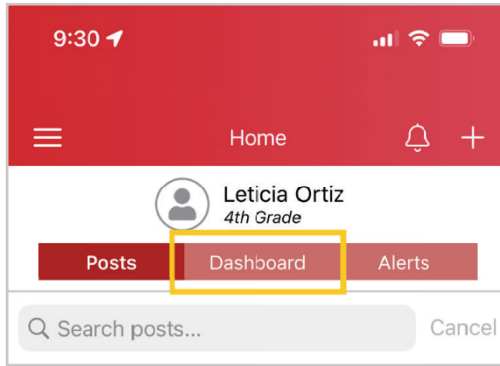 9:30
Home
Leticia Ortiz
4th Grade
Posts Dashboard Alerts
Search posts... Cancel